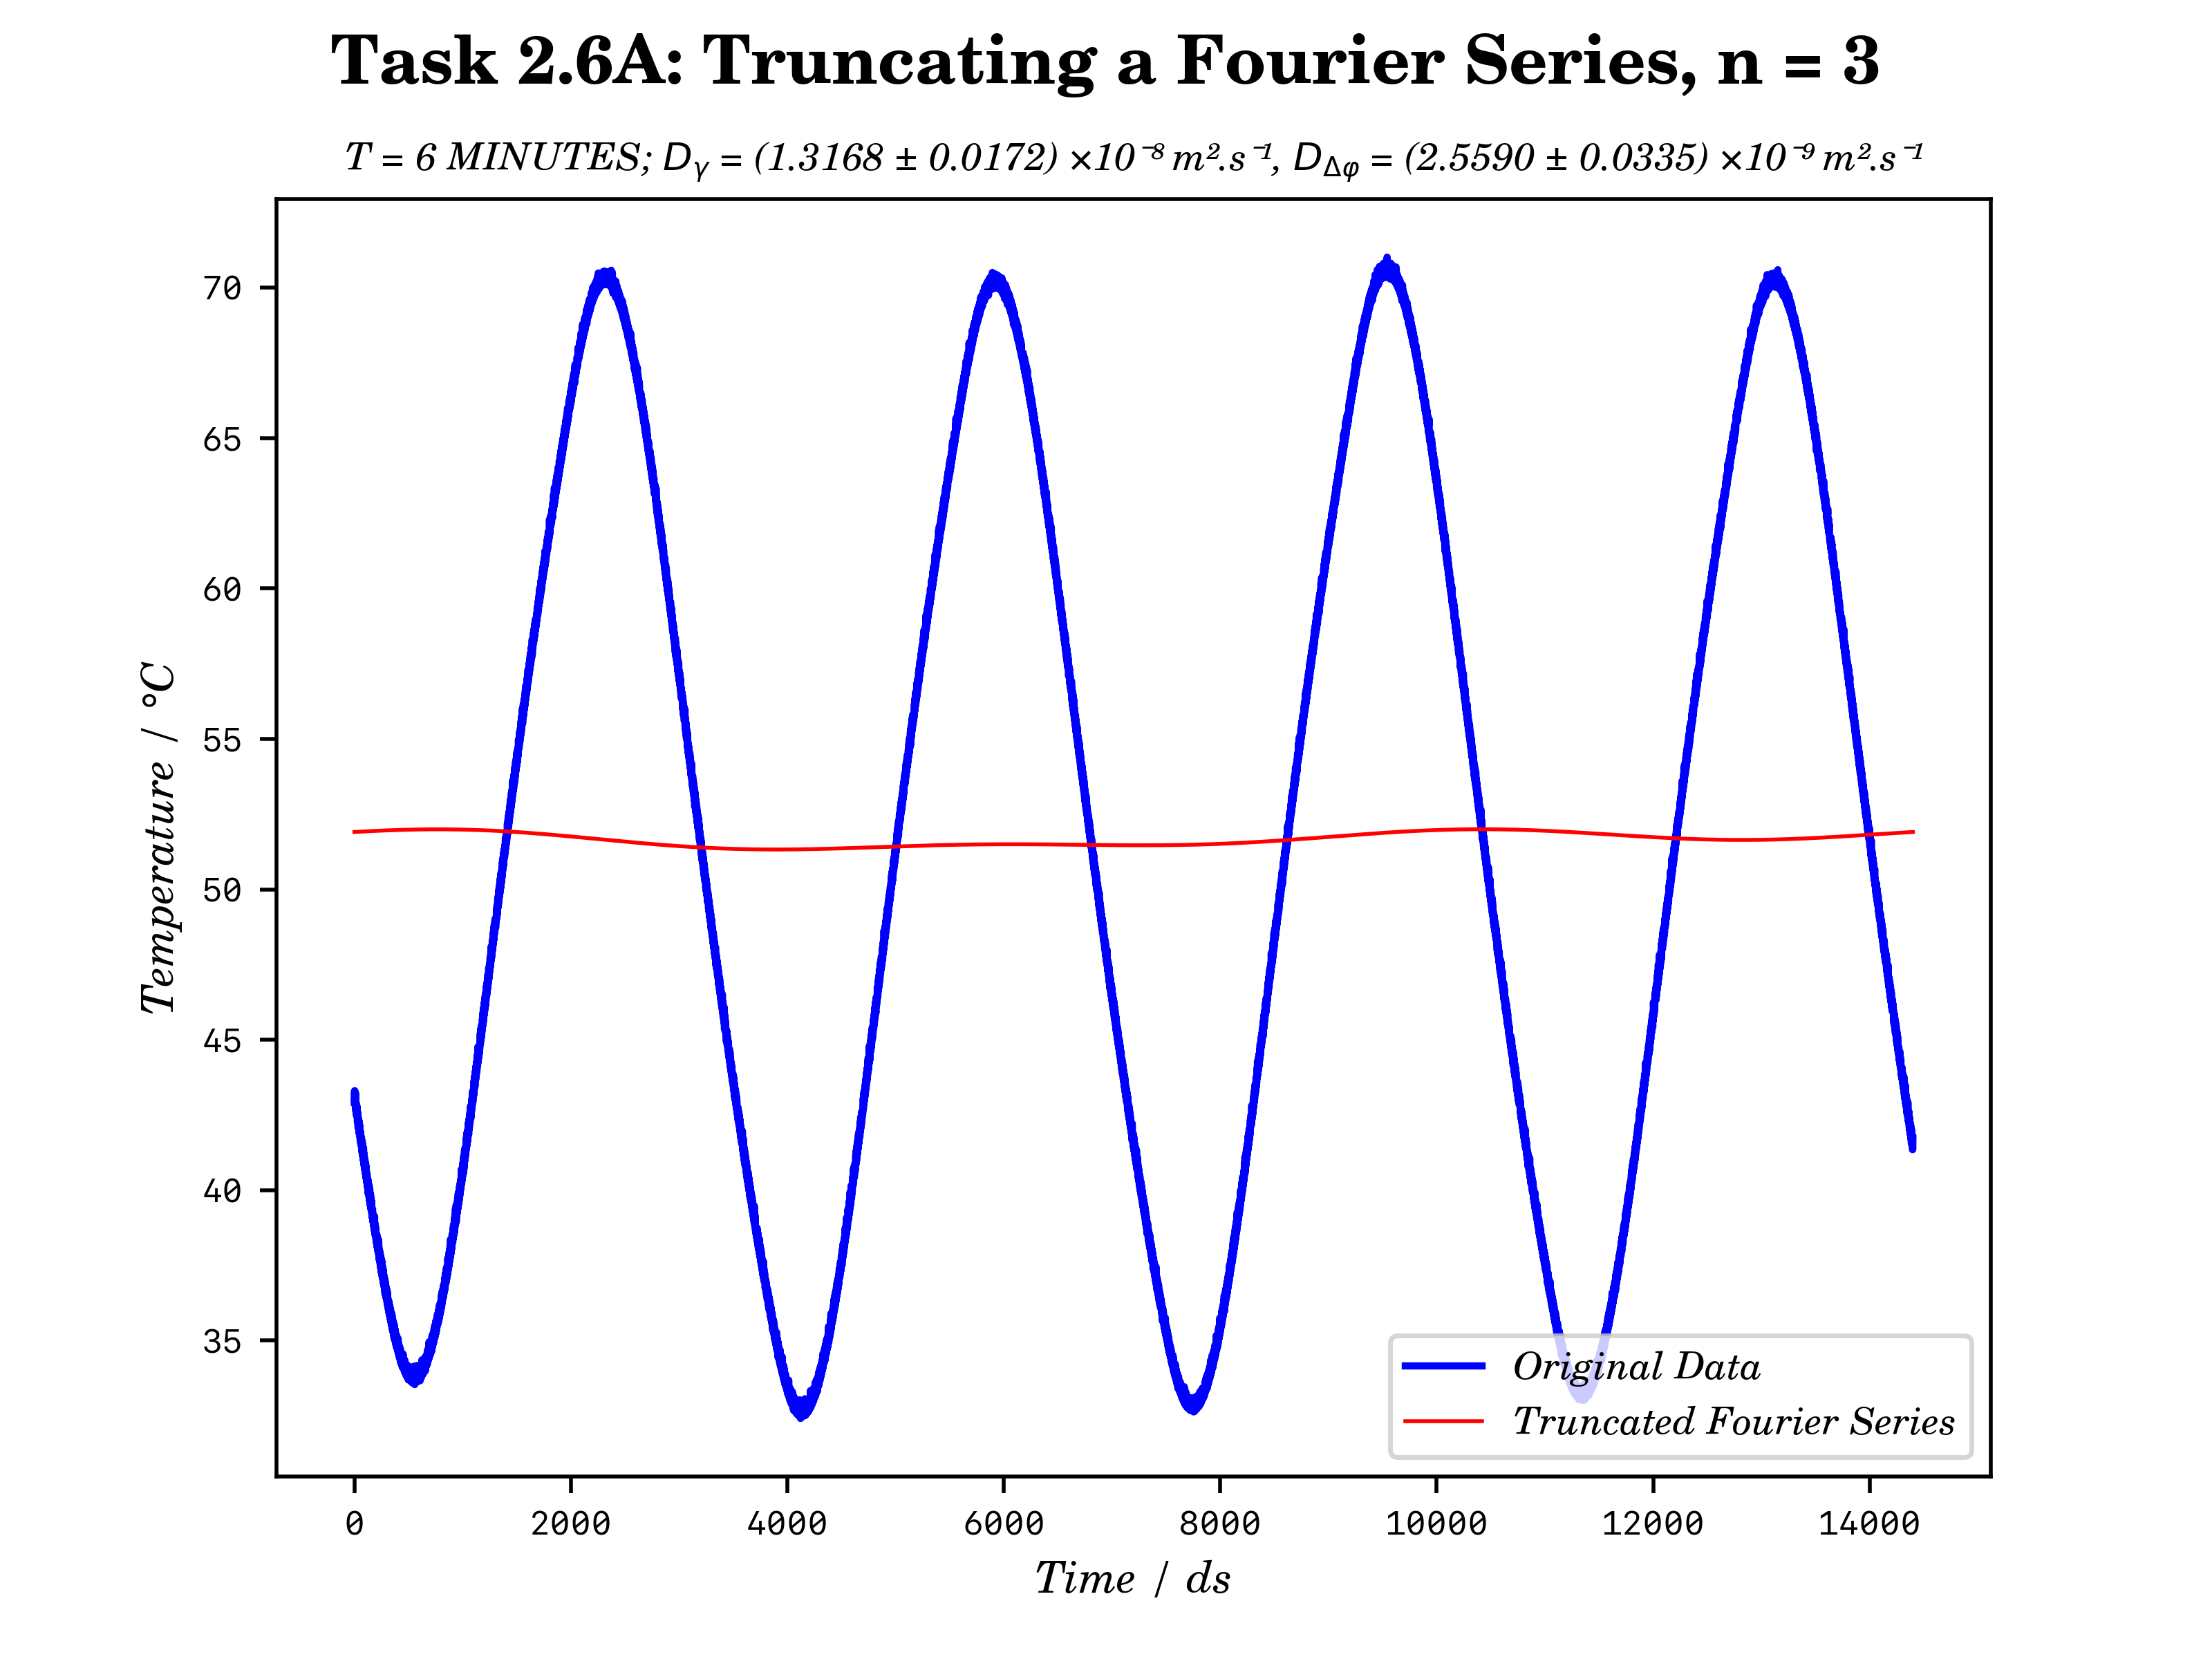 Task 2.6A: Truncating a Fourier Series, n = 3
T = 6 MINUTES; Dᵧ = (1.3168 ± 0.0172) ×10⁻⁸ m².s⁻¹, D_Δφ = (2.5590 ± 0.0335) ×10⁻⁹ m².s⁻¹
Temperature / °C
70
65
60
55
50
45
40
35
Original Data
Truncated Fourier Series
0 2000 4000 6000 8000 10000 12000 14000
Time / ds